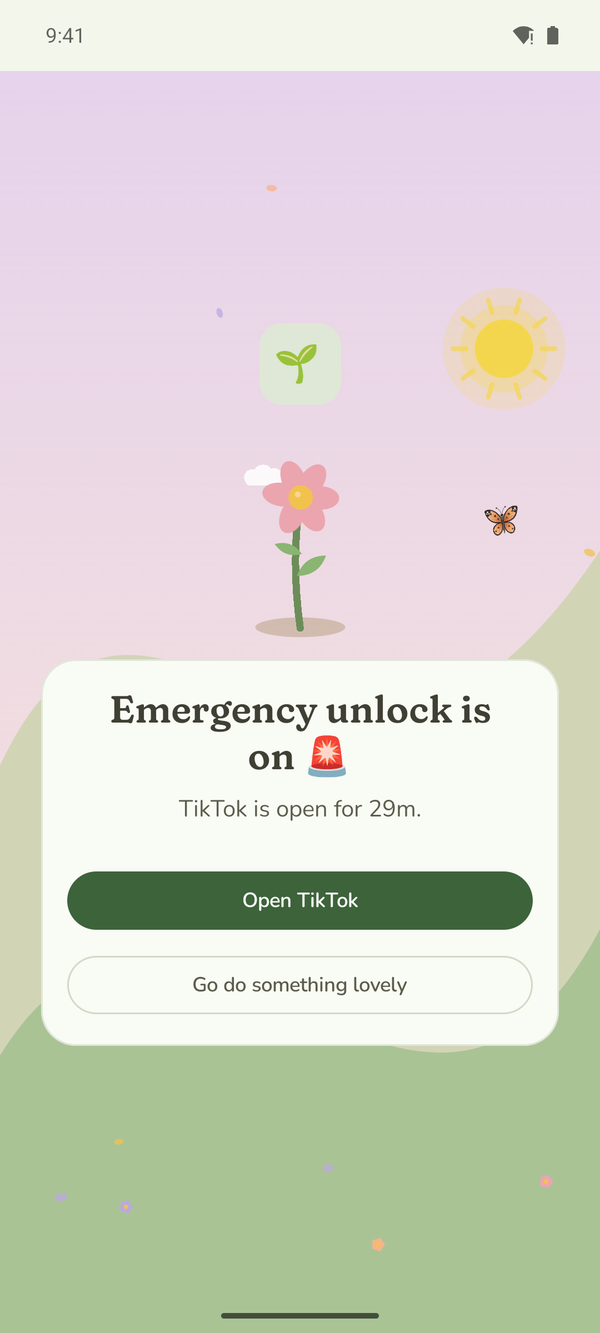 9:41
Emergency unlock is
on 🚨
TikTok is open for 29m.
Open TikTok
Go do something lovely